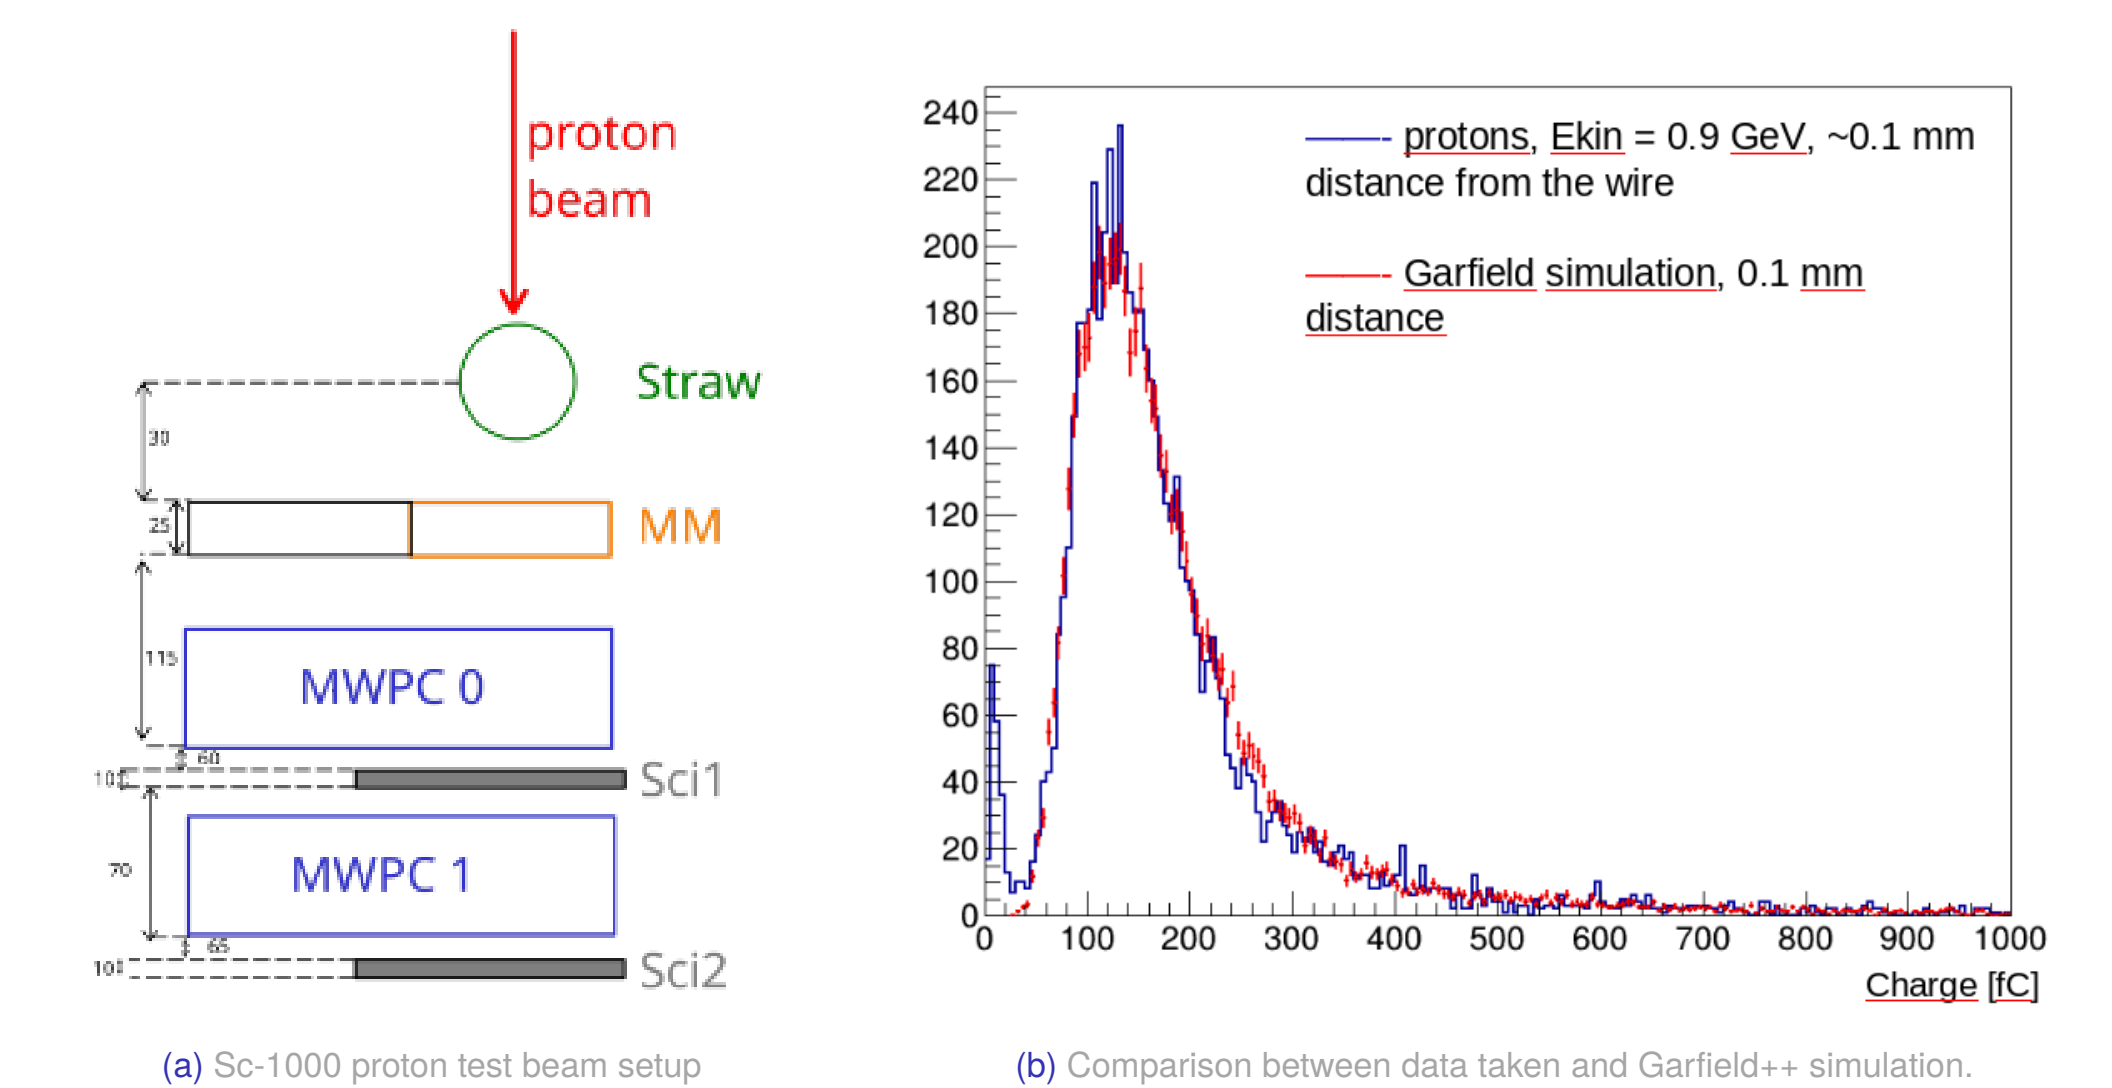 proton
beam
Straw
30
25
MM
115
MWPC 0
60
10
Sci1
70
MWPC 1
65
10
Sci2
(a) Sc-1000 proton test beam setup
240
220
200
180
160
140
120
100
80
60
40
20
0
protons, Ekin = 0.9 GeV, ~0.1 mm
distance from the wire
Garfield simulation, 0.1 mm
distance
0 100 200 300 400 500 600 700 800 900 1000
Charge [fC]
(b) Comparison between data taken and Garfield++ simulation.